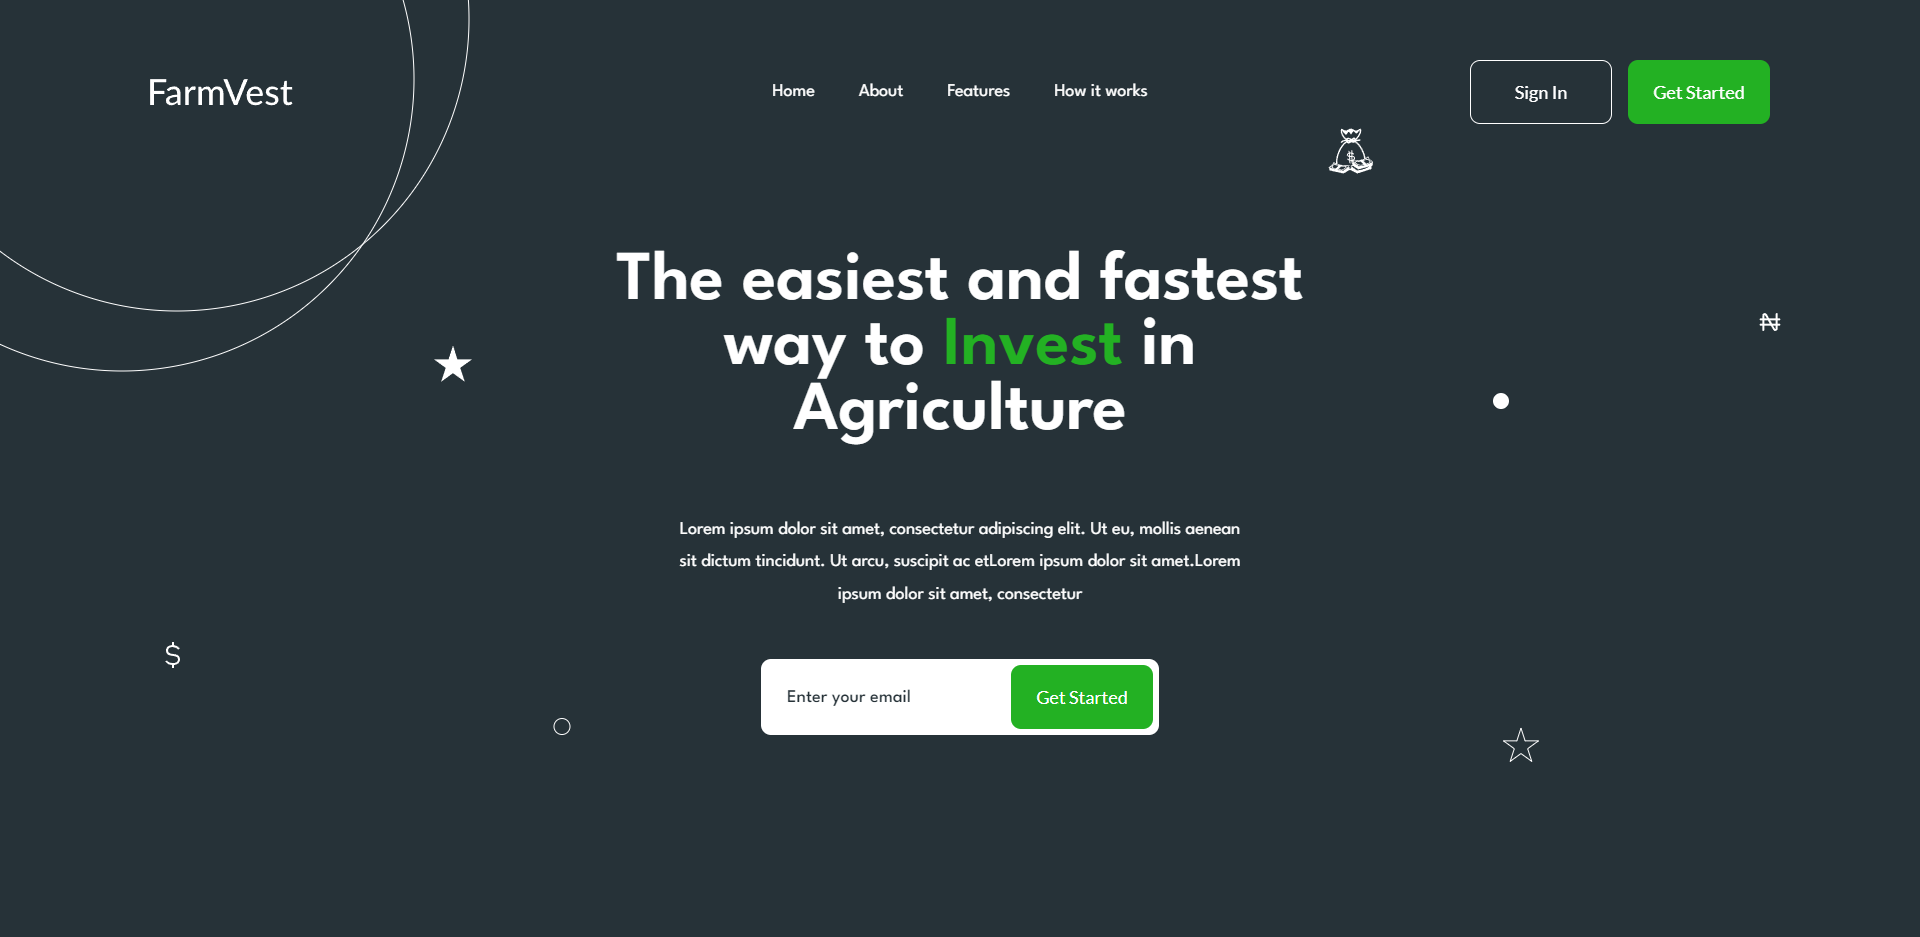 FarmVest
Home About Features How it works
Sign In
Get Started
The easiest and fastest
way to Invest in
Agriculture
₦
Lorem ipsum dolor sit amet, consectetur adipiscing elit. Ut eu, mollis aenean
sit dictum tincidunt. Ut arcu, suscipit ac etLorem ipsum dolor sit amet.Lorem
ipsum dolor sit amet, consectetur
$
Enter your email
Get Started